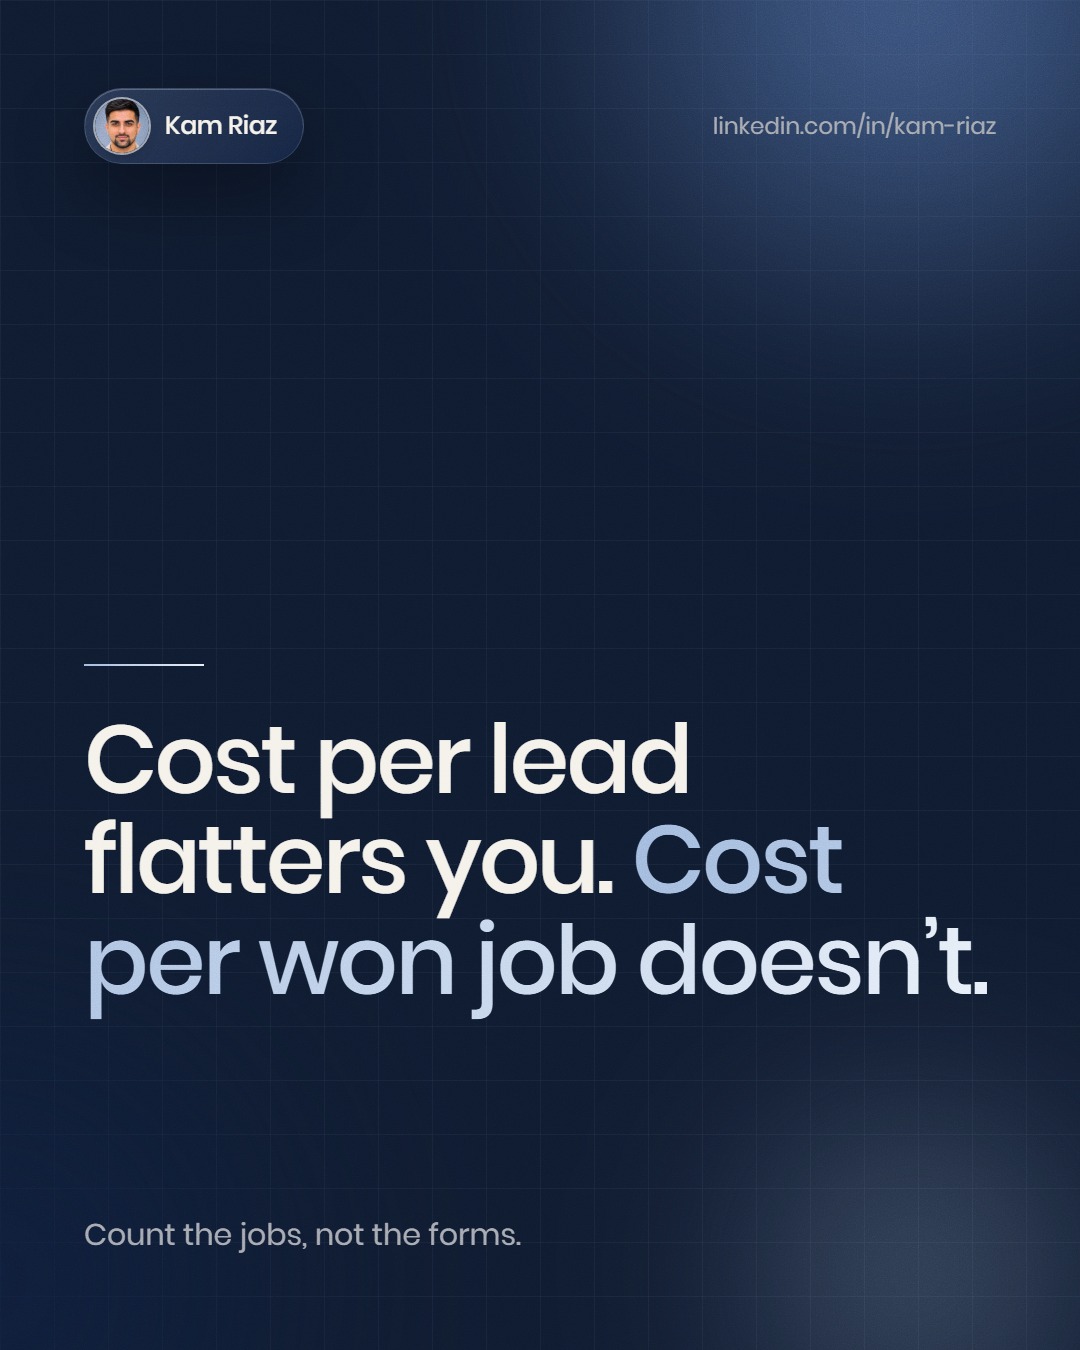 Kam Riaz
linkedin.com/in/kam-riaz
Cost per lead
flatters you. Cost
per won job doesn’t.
Count the jobs, not the forms.